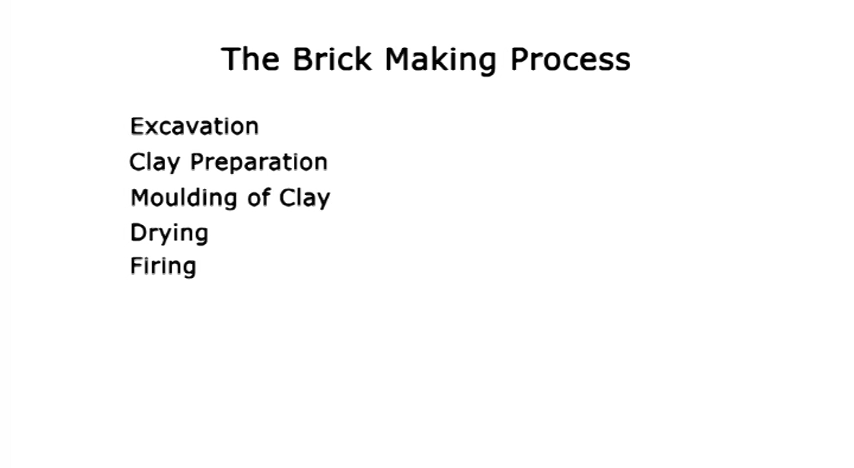 The Brick Making Process
Excavation
Clay Preparation
Moulding of Clay
Drying
Firing